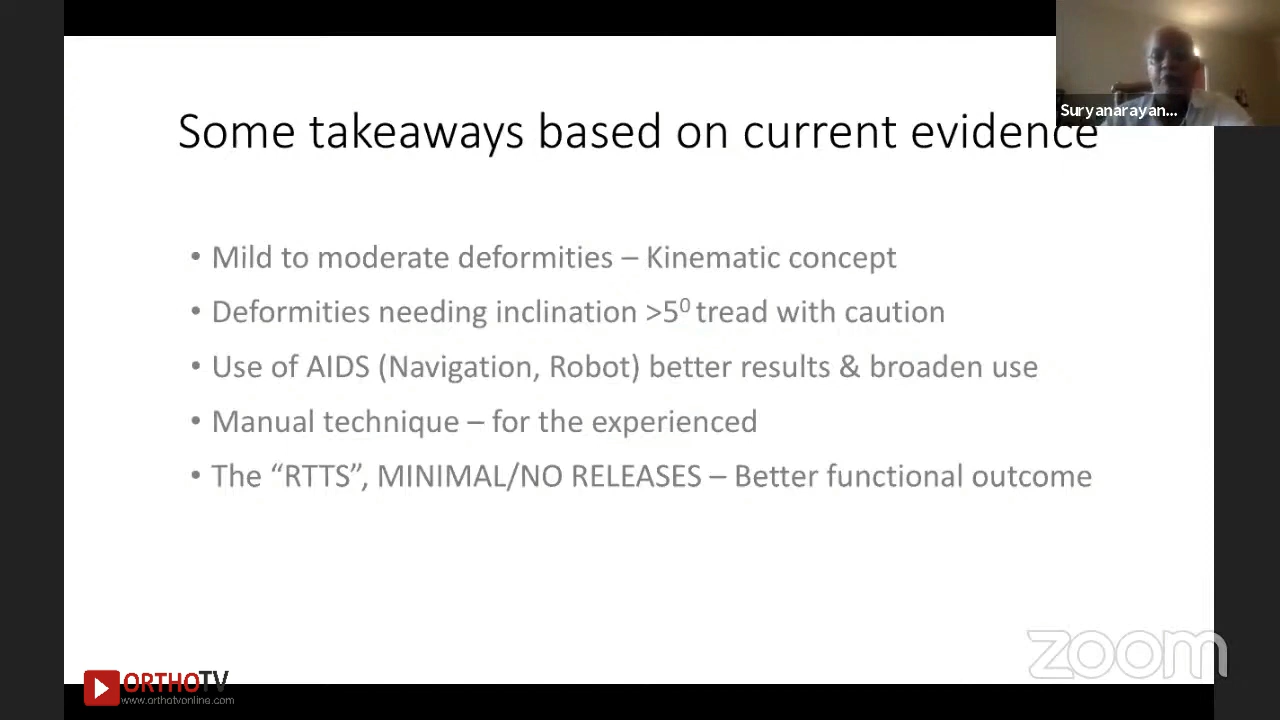 Suryanarayan...
Some takeaways based on current evidence
• Mild to moderate deformities – Kinematic concept
• Deformities needing inclination >5⁰ tread with caution
• Use of AIDS (Navigation, Robot) better results & broaden use
• Manual technique – for the experienced
• The “RTTS”, MINIMAL/NO RELEASES – Better functional outcome
zoom
ORTHOTV
www.orthotvonline.com